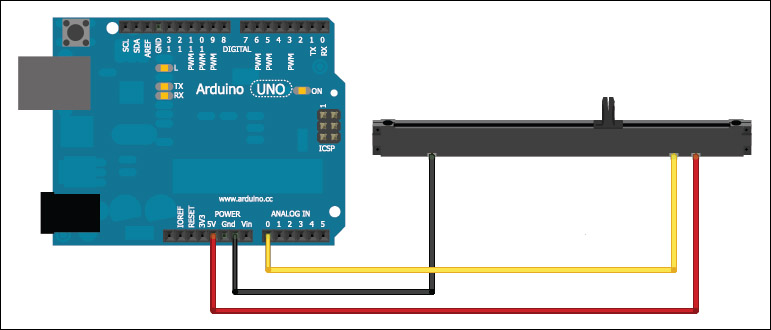 SCL
SDA
AREF
GND
13
12
PWM 11
PWM 10
PWM 9
8
DIGITAL
7
PWM 6
PWM 5
4
PWM 3
2
TX 1
RX 0
L
TX
RX
Arduino UNO
ON
1
ICSP
www.arduino.cc
POWER
ANALOG IN
IOREF
RESET
3V3
5V
Gnd
Vin
0 1 2 3 4 5